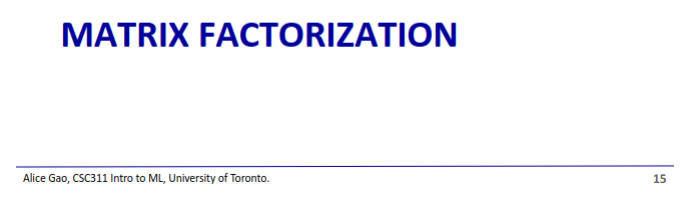 MATRIX FACTORIZATION
Alice Gao, CSC311 Intro to ML, University of Toronto.
15